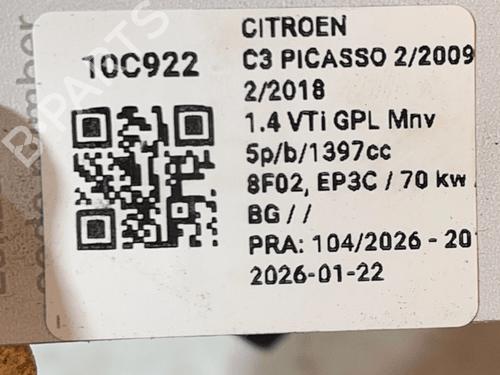 CITROEN
10C922
C3 PICASSO 2/2009
2/2018
1.4 VTi GPL Mnv
5p/b/1397cc
8F02, EP3C / 70 kw
BG / /
PRA: 104/2026 - 20
2026-01-22
B-PARTS